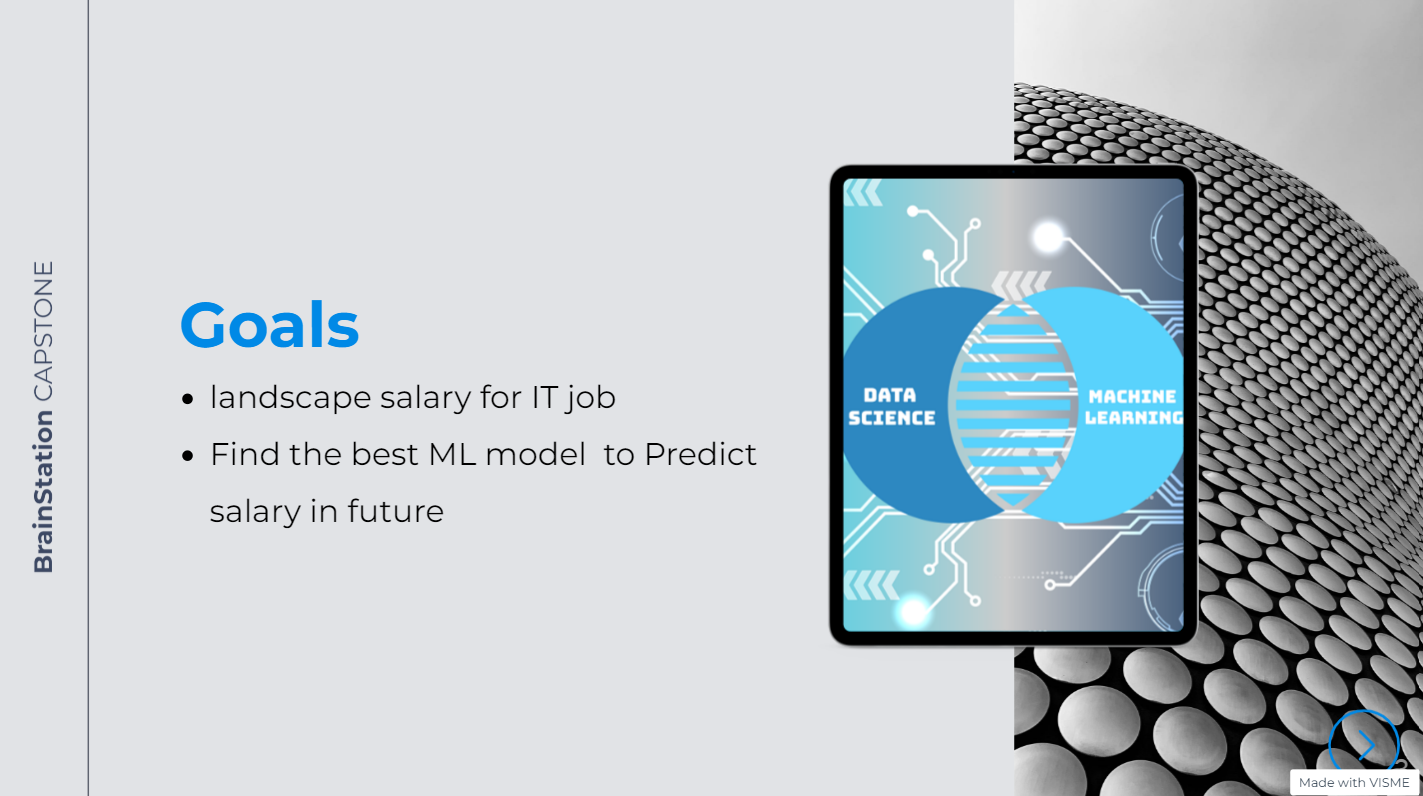 BrainStation CAPSTONE
Goals
• landscape salary for IT job
• Find the best ML model  to Predict
salary in future
DATA
SCIENCE
MACHINE
LEARNING
Made with VISME